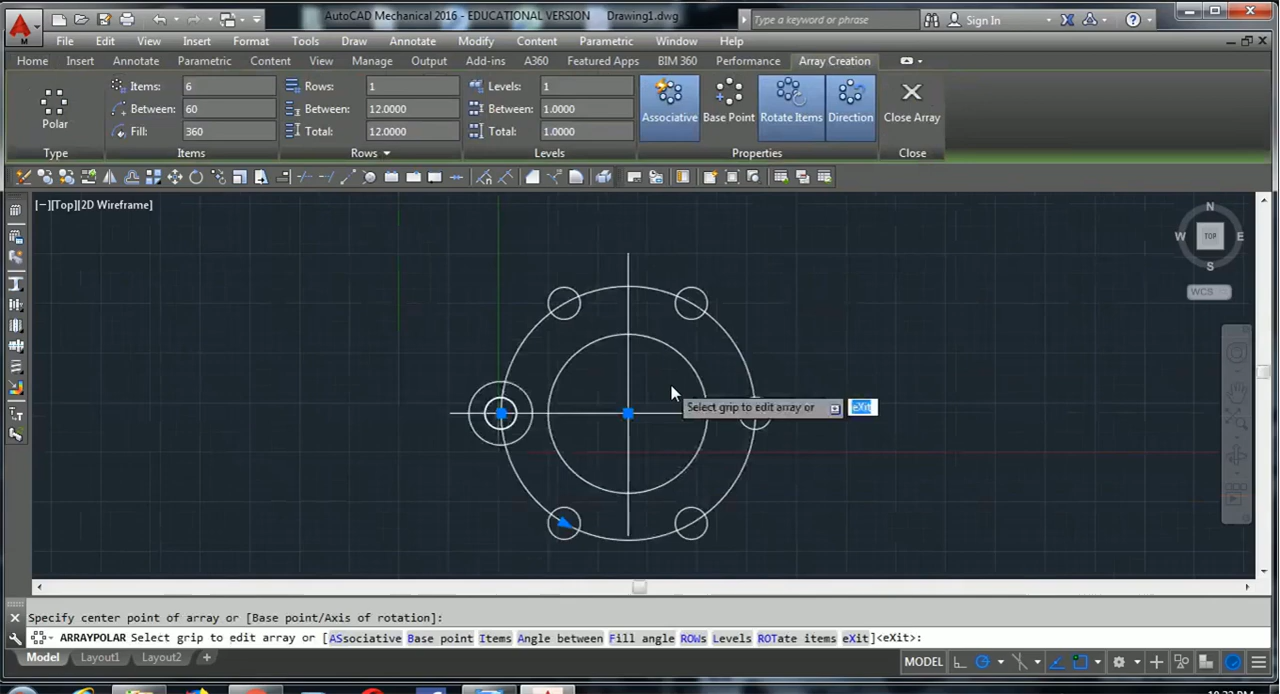 AutoCAD Mechanical 2016 - EDUCATIONAL VERSION Drawing1.dwg
Type a keyword or phrase
Sign In
File Edit View Insert Format Tools Draw Annotate Modify Content Parametric Window Help
Home Insert Annotate Parametric Content View Manage Output Add-ins A360 Featured Apps BIM 360 Performance Array Creation
Items: 6 Rows: 1 Levels: 1
Between: 60 Between: 12.0000 Between: 1.0000
Fill: 360 Total: 12.0000 Total: 1.0000
Polar Associative Base Point Rotate Items Direction Close Array
Type Items Rows Levels Properties Close
[−][Top][2D Wireframe]
N
W TOP E
S
WCS
Select grip to edit array or eXit
Specify center point of array or [Base point/Axis of rotation]:
ARRAYPOLAR Select grip to edit array or [ASsociative Base point Items Angle between Fill angle ROWs Levels ROTate items eXit]<eXit>:
Model Layout1 Layout2 +
MODEL